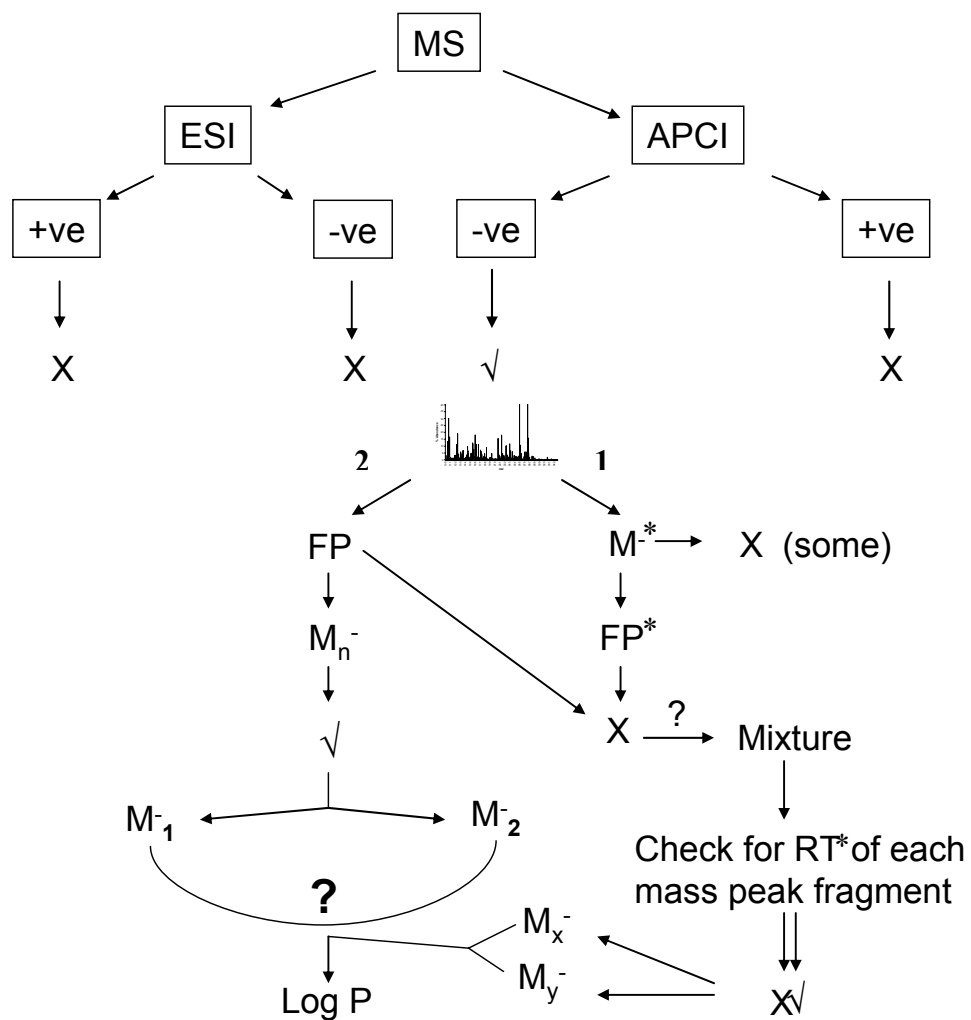 MS
ESI APCI
+ve -ve -ve +ve
X X √ X
2 1
FP M-* X (some)
Mn- FP*
√ X ? Mixture
M-1 M-2
Check for RT* of each
mass peak fragment
?
Mx-
My-
Log P X√